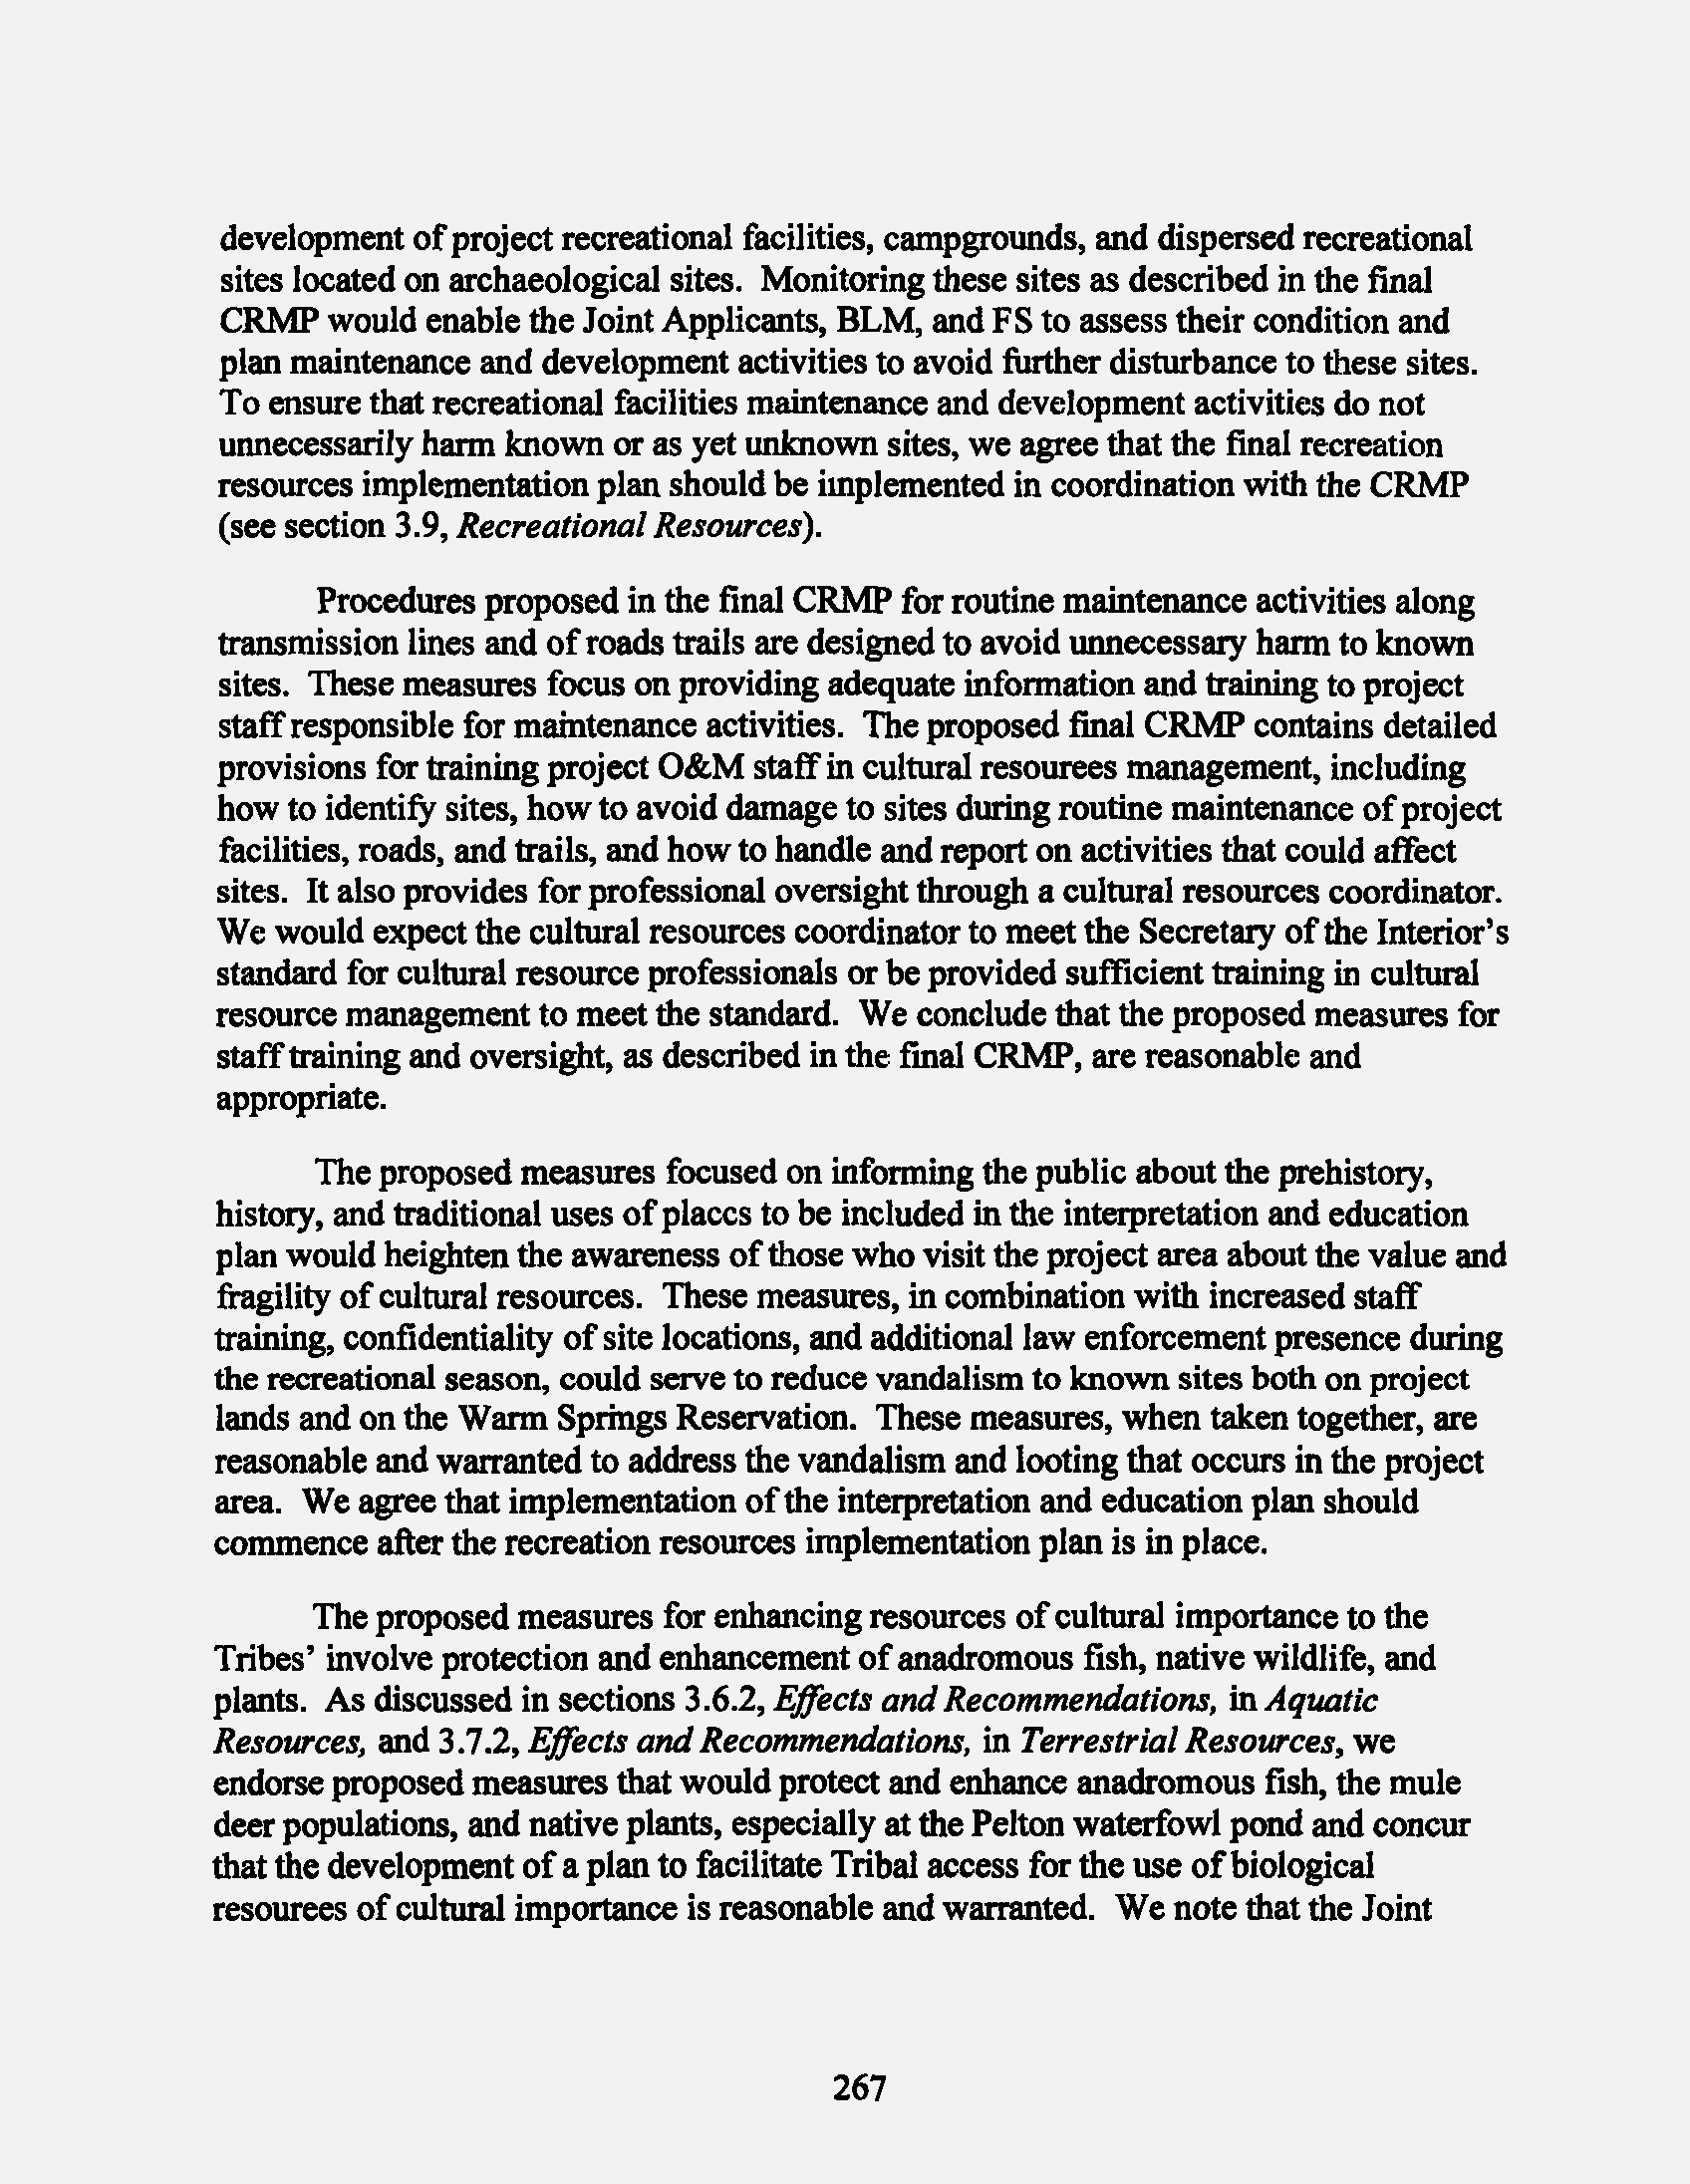 development of project recreational facilities, campgrounds, and dispersed recreational
sites located on archaeological sites. Monitoring these sites as described in the final
CRMP would enable the Joint Applicants, BLM, and FS to assess their condition and
plan maintenance and development activities to avoid further disturbance to these sites.
To ensure that recreational facilities maintenance and development activities do not
unnecessarily harm known or as yet unknown sites, we agree that the final recreation
resources implementation plan should be implemented in coordination with the CRMP
(see section 3.9, Recreational Resources).
Procedures proposed in the final CRMP for routine maintenance activities along
transmission lines and of roads trails are designed to avoid unnecessary harm to known
sites. These measures focus on providing adequate information and training to project
staff responsible for maintenance activities. The proposed final CRMP contains detailed
provisions for training project O&M staff in cultural resourees management, including
how to identify sites, how to avoid damage to sites during routine maintenance of project
facilities, roads, and trails, and how to handle and report on activities that could affect
sites. It also provides for professional oversight through a cultural resources coordinator.
We would expect the cultural resources coordinator to meet the Secretary of the Interior's
standard for cultural resource professionals or be provided sufficient training in cultural
resource management to meet the standard. We conclude that the proposed measures for
staff training and oversight, as described in the final CRMP, are reasonable and
appropriate.
The proposed measures focused on informing the public about the prehistory,
history, and traditional uses of places to be included in the interpretation and education
plan would heighten the awareness of those who visit the project area about the value and
fragility of cultural resources. These measures, in combination with increased staff
training, confidentiality of site locations, and additional law enforcement presence during
the recreational season, could serve to reduce vandalism to known sites both on project
lands and on the Warm Springs Reservation. These measures, when taken together, are
reasonable and warranted to address the vandalism and looting that occurs in the project
area. We agree that implementation of the interpretation and education plan should
commence after the recreation resources implementation plan is in place.
The proposed measures for enhancing resources of cultural importance to the
Tribes' involve protection and enhancement of anadromous fish, native wildlife, and
plants. As discussed in sections 3.6.2, Effects and Recommendations, in Aquatic
Resources, and 3.7.2, Effects and Recommendations, in Terrestrial Resources, we
endorse proposed measures that would protect and enhance anadromous fish, the mule
deer populations, and native plants, especially at the Pelton waterfowl pond and concur
that the development of a plan to facilitate Tribal access for the use of biological
resourees of cultural importance is reasonable and warranted. We note that the Joint
267